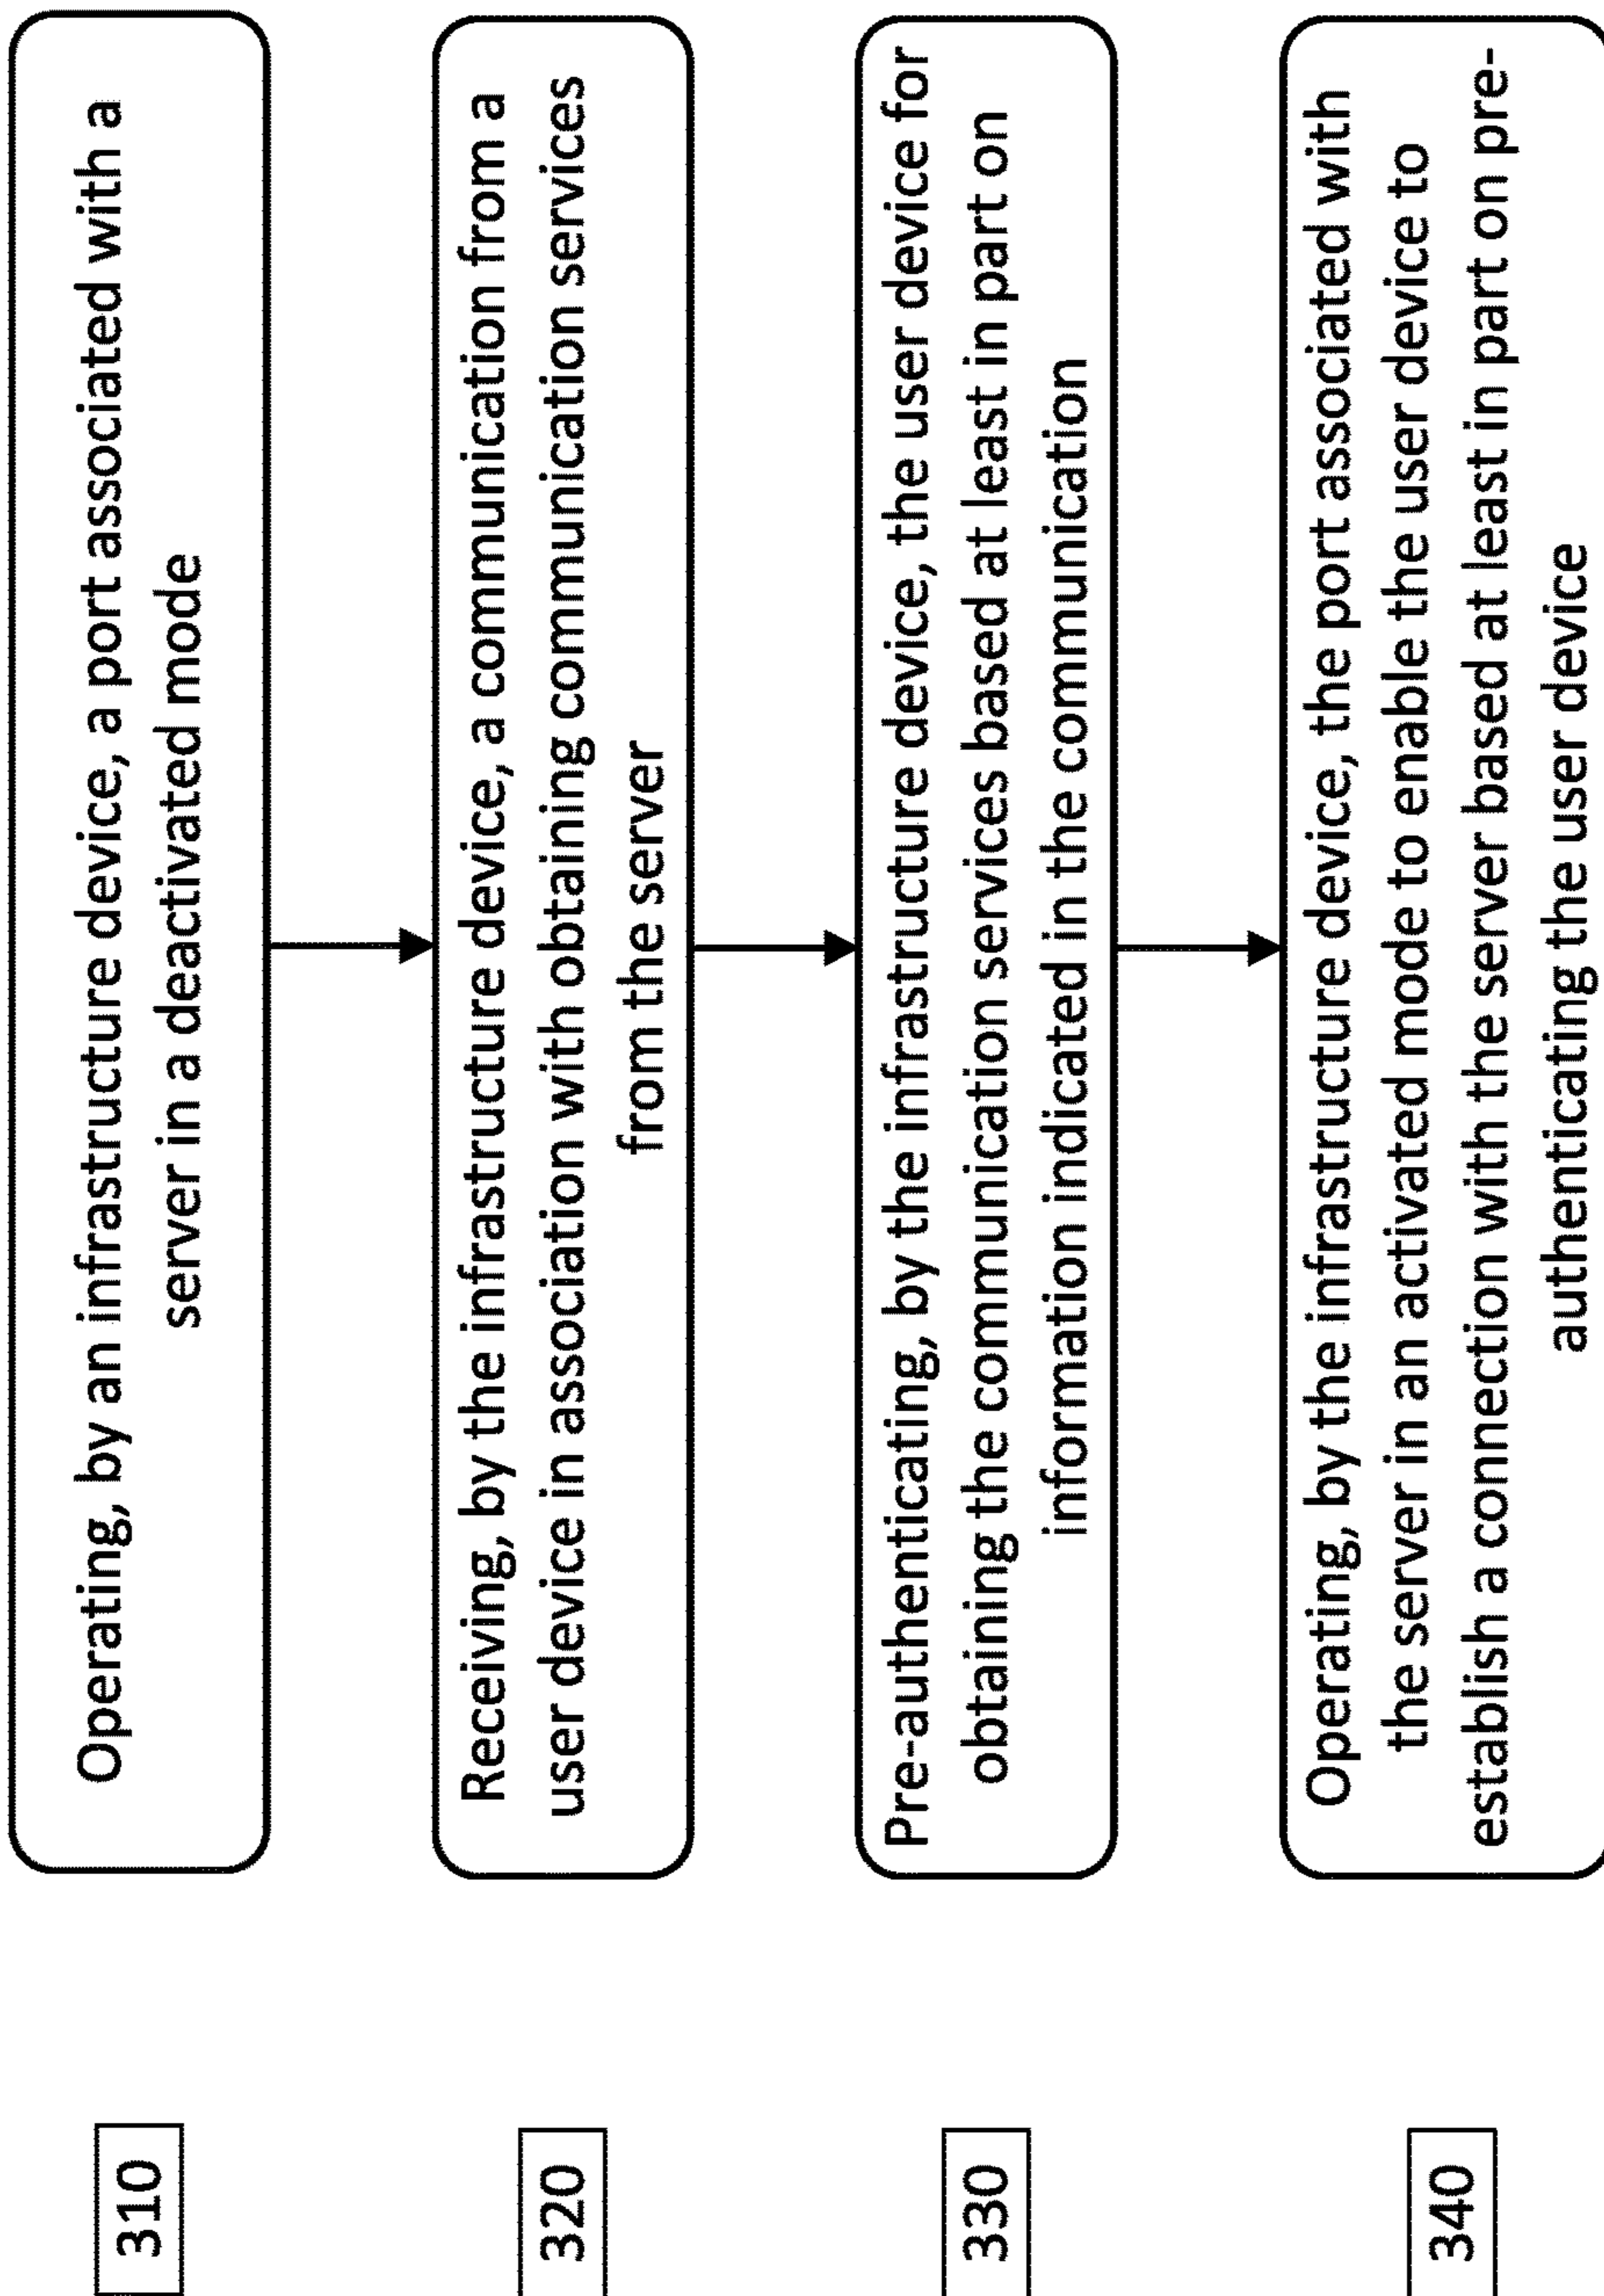 310
Operating, by an infrastructure device, a port associated with a
server in a deactivated mode
320
Receiving, by the infrastructure device, a communication from a
user device in association with obtaining communication services
from the server
330
Pre-authenticating, by the infrastructure device, the user device for
obtaining the communication services based at least in part on
information indicated in the communication
340
Operating, by the infrastructure device, the port associated with
the server in an activated mode to enable the user device to
establish a connection with the server based at least in part on pre-
authenticating the user device